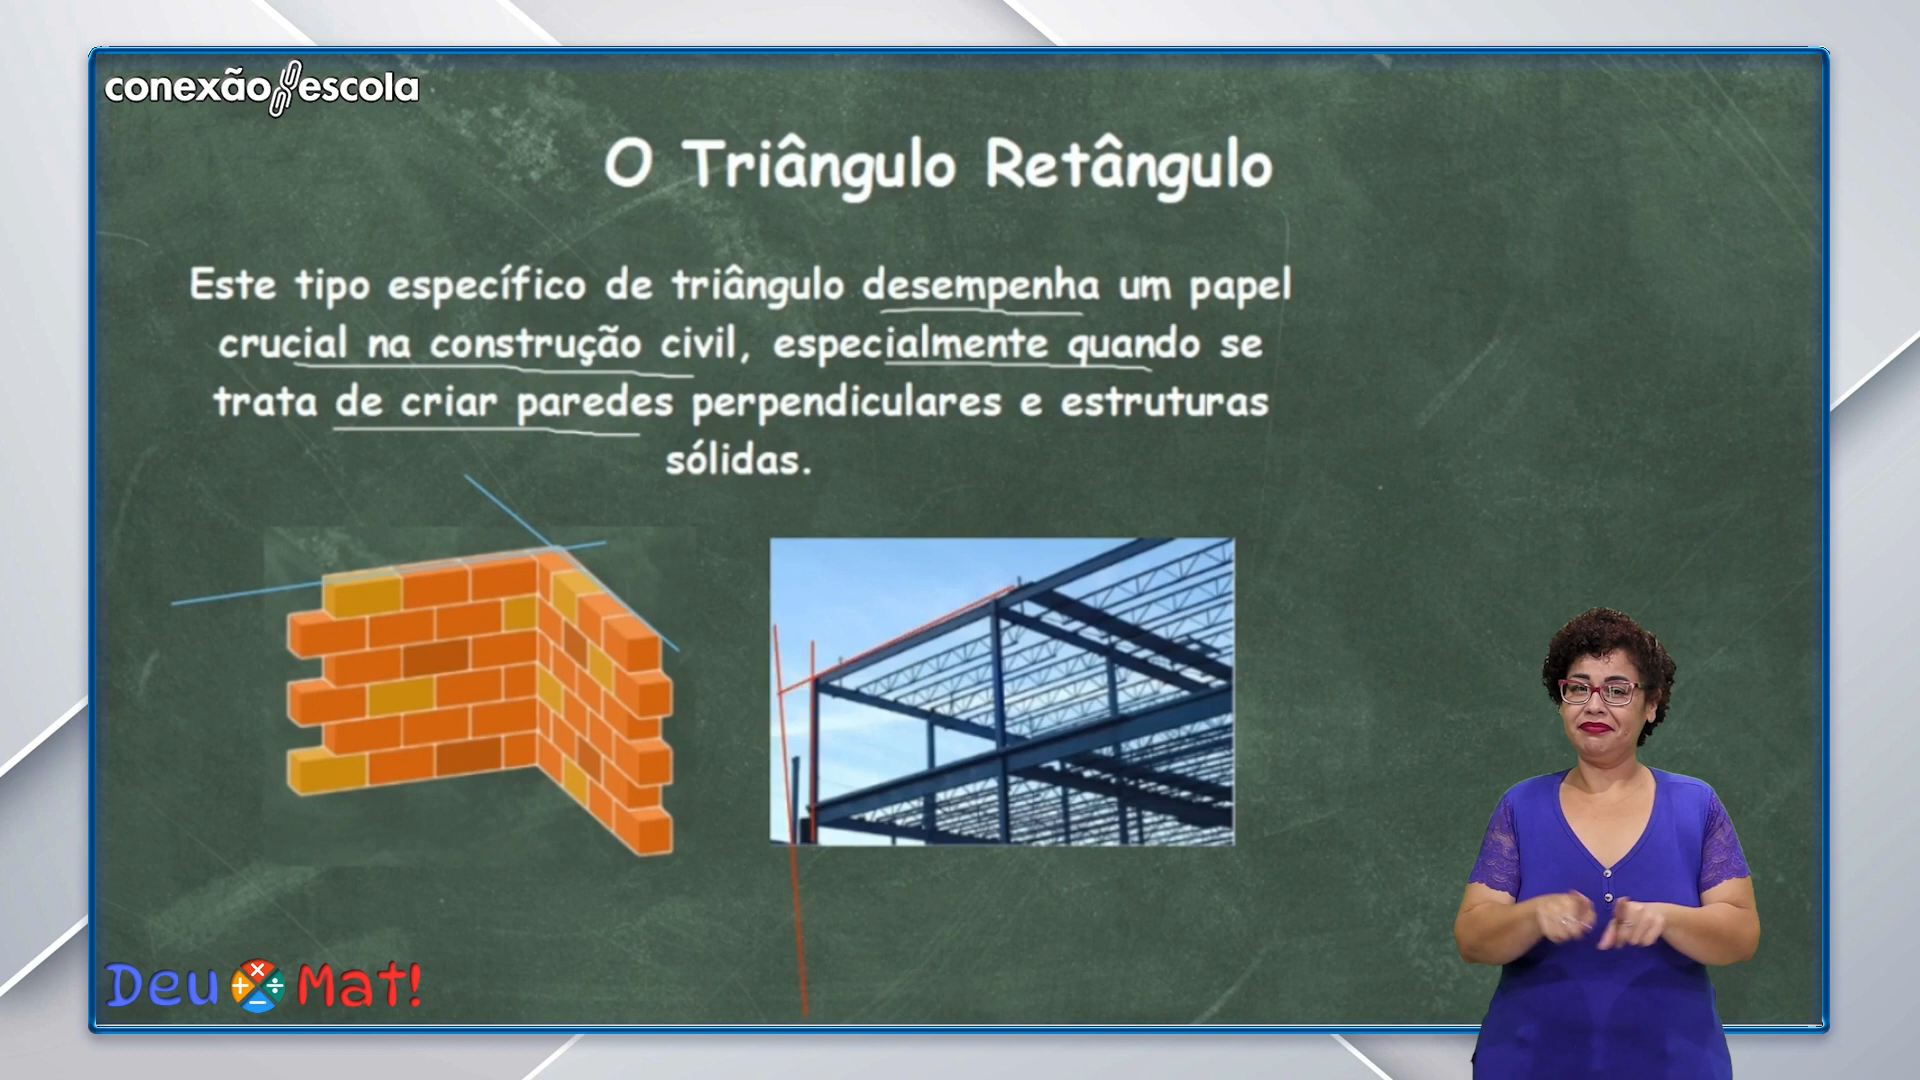 conexão escola
O Triângulo Retângulo
Este tipo específico de triângulo desempenha um papel
crucial na construção civil, especialmente quando se
trata de criar paredes perpendiculares e estruturas
sólidas.
Deu Mat!